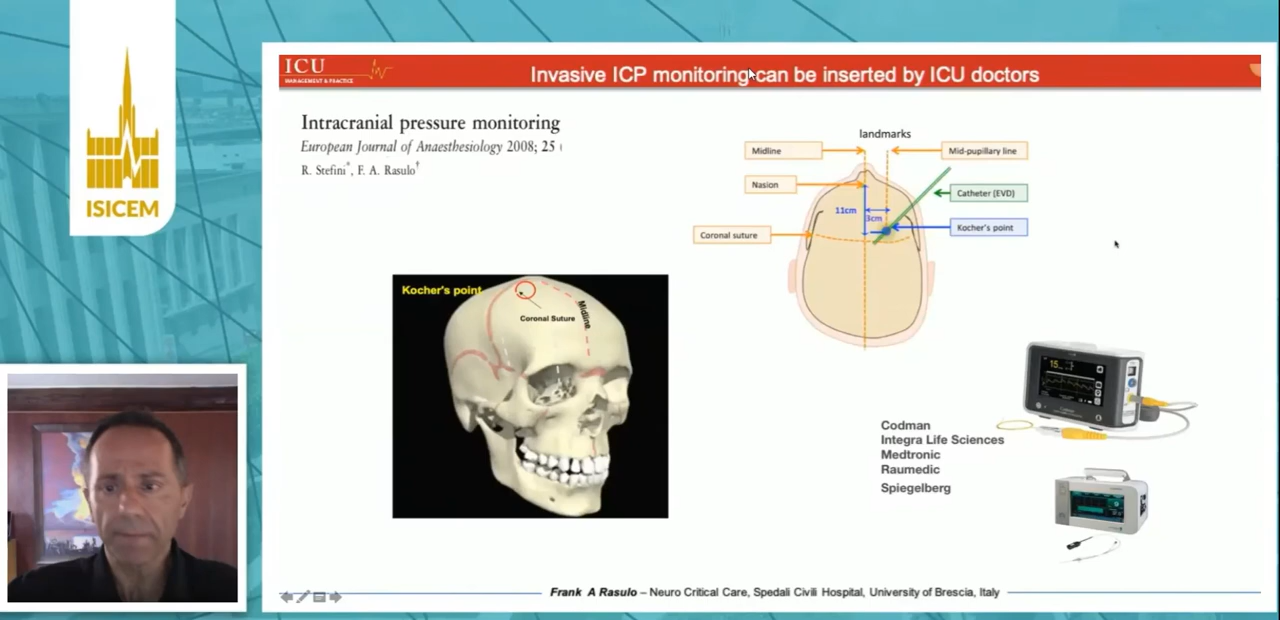 ISICEM
ICU
MANAGEMENT & PRACTICE
Invasive ICP monitoring can be inserted by ICU doctors
Intracranial pressure monitoring
European Journal of Anaesthesiology 2008; 25
R. Stefini*, F. A. Rasulo†
landmarks
Midline
Mid-pupillary line
Nasion
Catheter (EVD)
11cm
3cm
Kocher's point
Coronal suture
Kocher's point
Coronal Suture
Midline
15
Codman
Integra Life Sciences
Medtronic
Raumedic
Spiegelberg
Frank A Rasulo – Neuro Critical Care, Spedali Civili Hospital, University of Brescia, Italy